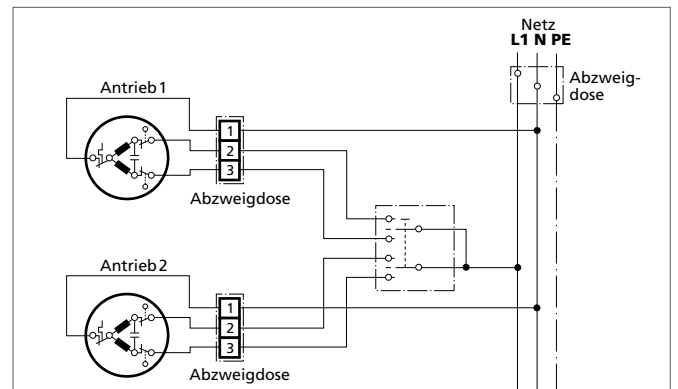 Netz
L1 N PE
Abzweig-
dose
Antrieb 1
1
2
3
Abzweigdose
Antrieb 2
1
2
3
Abzweigdose